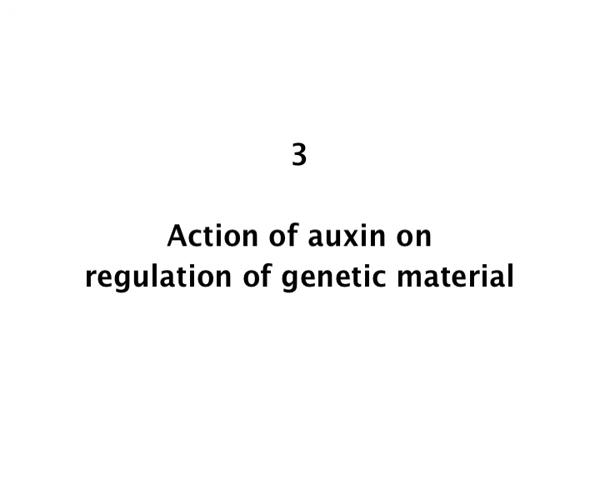 3
Action of auxin on
regulation of genetic material